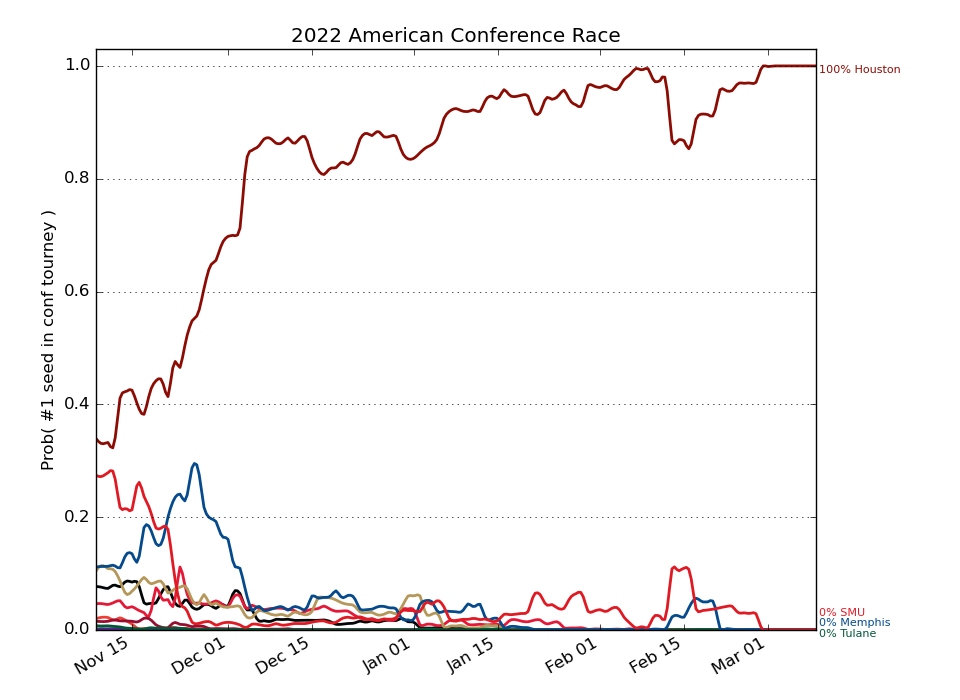 2022 American Conference Race
Prob( #1 seed in conf tourney )
1.0
0.8
0.6
0.4
0.2
0.0
Nov 15
Dec 01
Dec 15
Jan 01
Jan 15
Feb 01
Feb 15
Mar 01
100% Houston
0% SMU
0% Memphis
0% Tulane